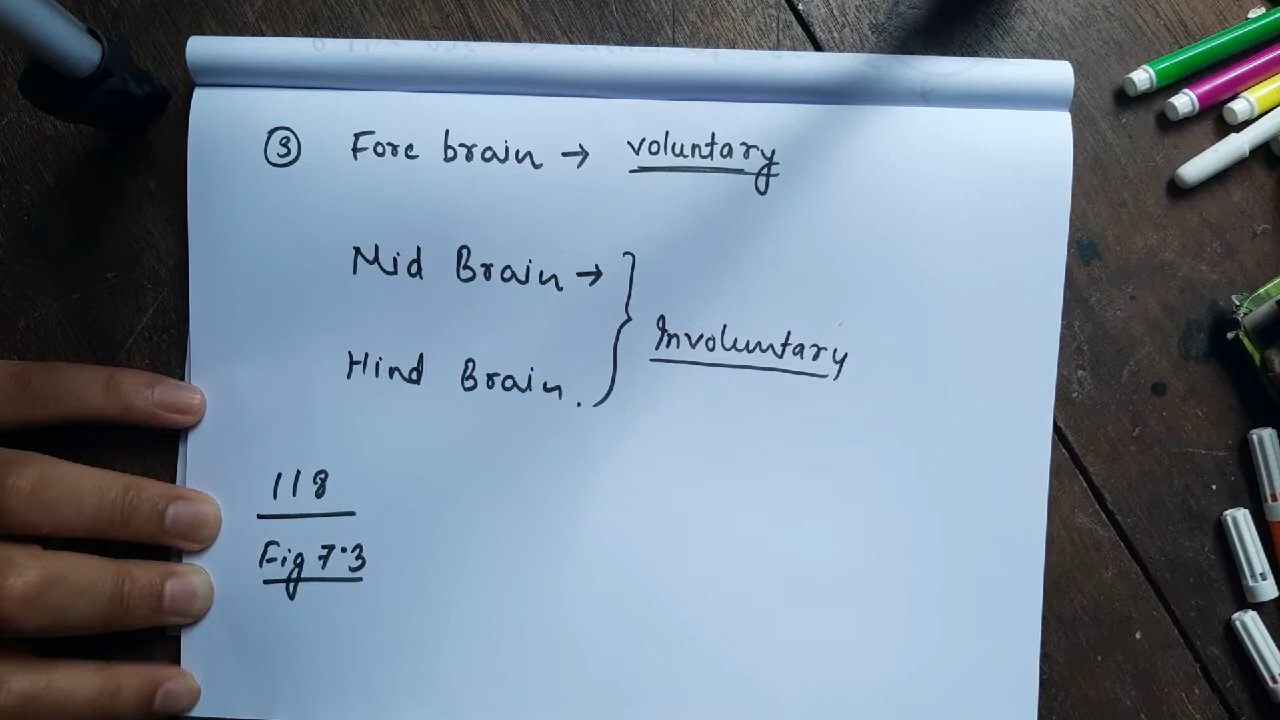 ③ Fore brain → voluntary
Mid Brain →
Hind Brain.
} Involuntary
118
Fig 7.3